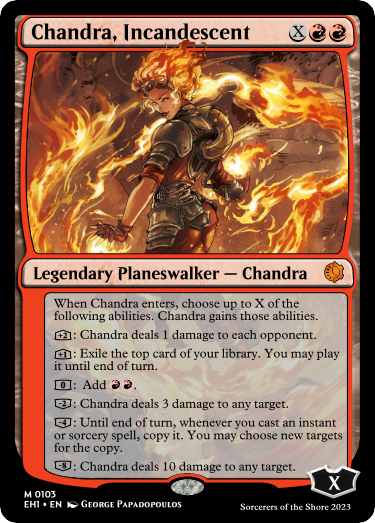 Chandra, Incandescent X
Legendary Planeswalker — Chandra
When Chandra enters, choose up to X of the
following abilities. Chandra gains those abilities.
+2: Chandra deals 1 damage to each opponent.
+1: Exile the top card of your library. You may play
it until end of turn.
0: Add .
-2: Chandra deals 3 damage to any target.
-4: Until end of turn, whenever you cast an instant
or sorcery spell, copy it. You may choose new targets
for the copy.
-8: Chandra deals 10 damage to any target.
X
M 0103
EH1 • EN George Papadopoulos
Sorcerers of the Shore 2023